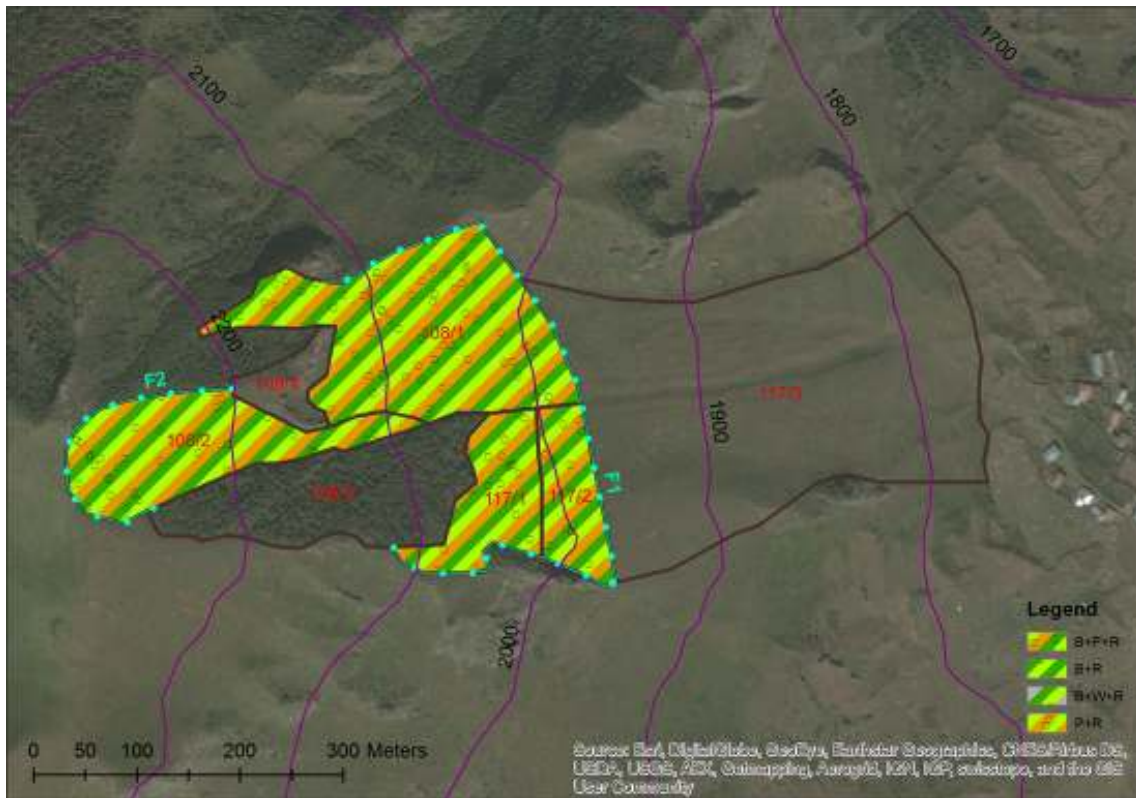 1700
2100
1800
2200
108/1
F2
117/3
108/2
1900
117/1
117/2
F1
2000
Legend
B+P+R
B+R
B+W+R
P+R
0 50 100 200 300 Meters
Source: Esri, DigitalGlobe, GeoEye, Earthstar Geographics, CNES/Airbus DS,
USDA, USGS, AEX, Getmapping, Aerogrid, IGN, IGP, swisstopo, and the GIS
User Community